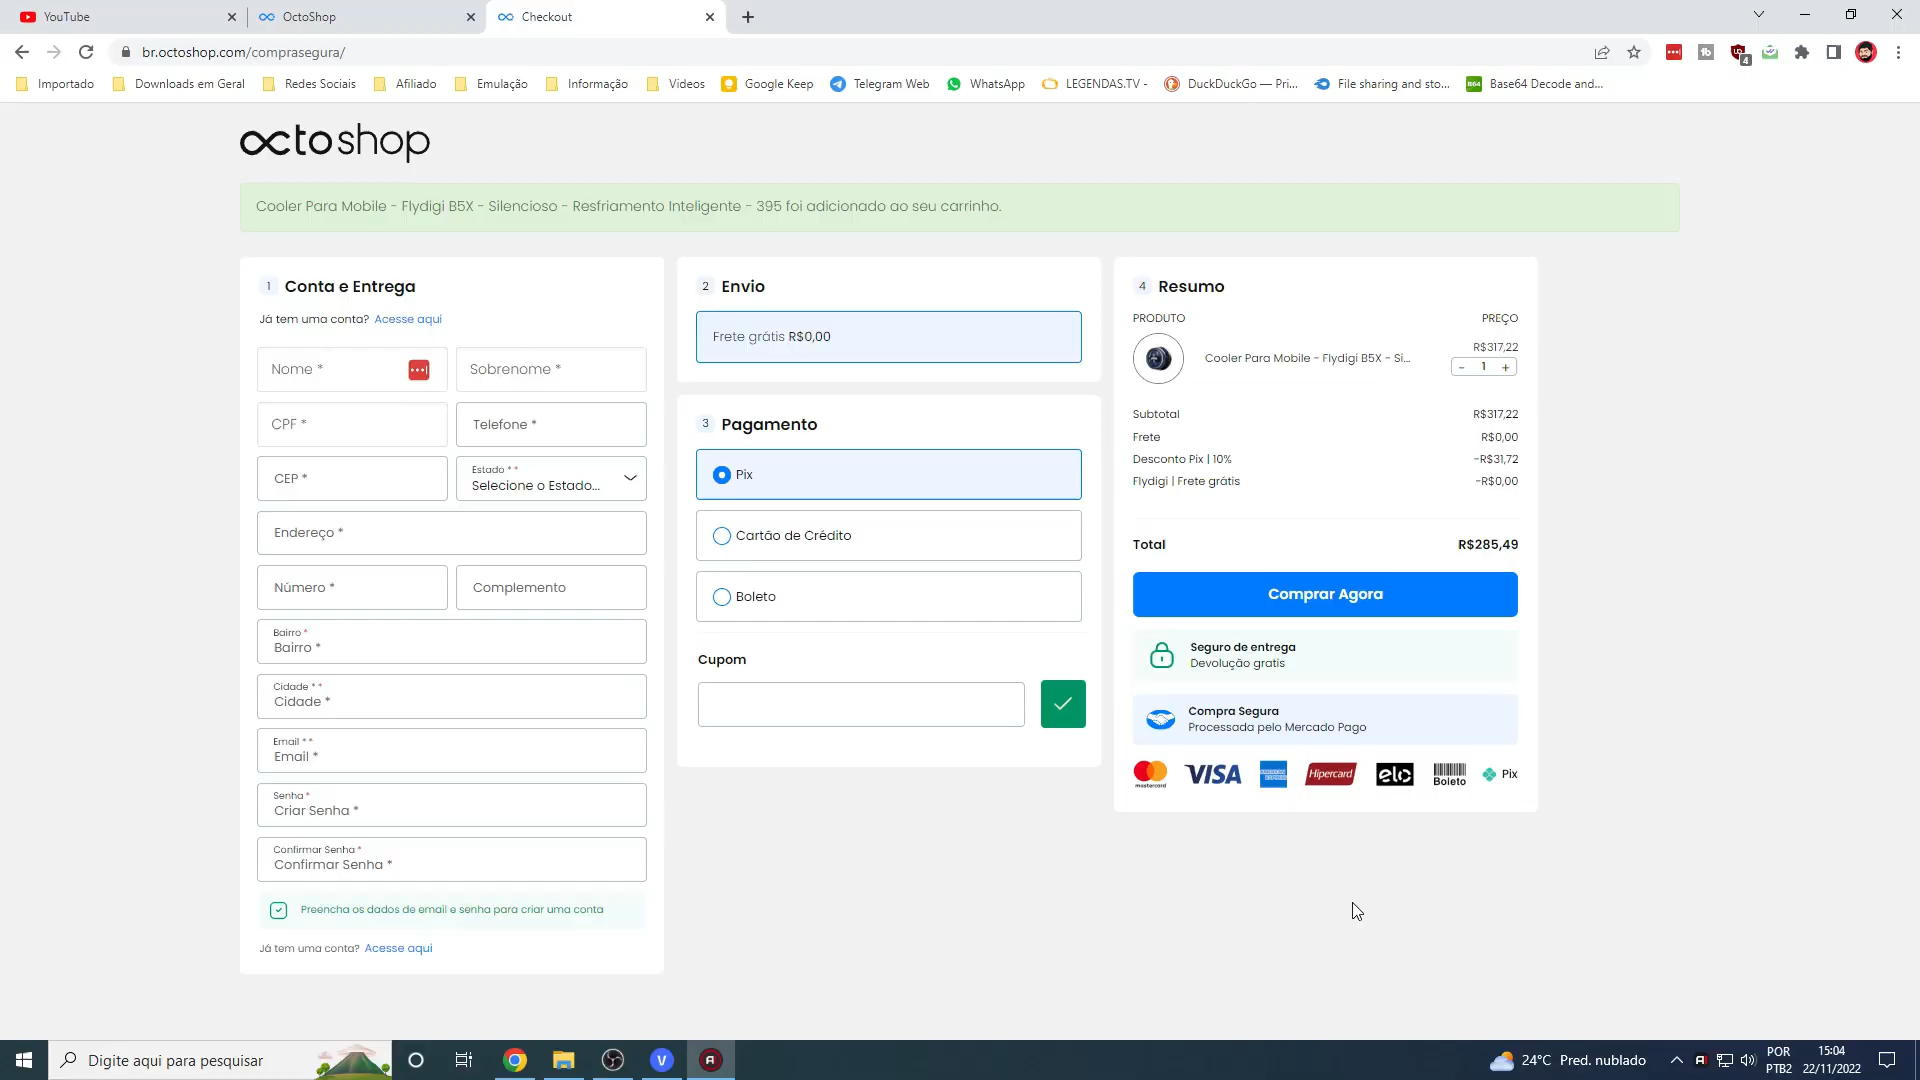 YouTube
OctoShop
Checkout
br.octoshop.com/comprasegura/
4
Importado
Downloads em Geral
Redes Sociais
Afiliado
Emulação
Informação
Videos
Google Keep
Telegram Web
WhatsApp
LEGENDAS.TV -
DuckDuckGo — Pri...
File sharing and sto...
Base64 Decode and...
octoshop
Cooler Para Mobile - Flydigi B5X - Silencioso - Resfriamento Inteligente - 395 foi adicionado ao seu carrinho.
1 Conta e Entrega
Já tem uma conta? Acesse aqui
Nome *
Sobrenome *
CPF *
Telefone *
CEP *
Estado * *
Selecione o Estado...
Endereço *
Número *
Complemento
Bairro *
Bairro *
Cidade * *
Cidade *
Email * *
Email *
Senha *
Criar Senha *
Confirmar Senha *
Confirmar Senha *
Preencha os dados de email e senha para criar uma conta
Já tem uma conta? Acesse aqui
2 Envio
Frete grátis R$0,00
3 Pagamento
Pix
Cartão de Crédito
Boleto
Cupom
4 Resumo
PRODUTO PREÇO
Cooler Para Mobile - Flydigi B5X - Si...
R$317,22
- 1 +
Subtotal R$317,22
Frete R$0,00
Desconto Pix | 10% -R$31,72
Flydigi | Frete grátis -R$0,00
Total R$285,49
Comprar Agora
Seguro de entrega
Devolução gratis
Compra Segura
Processada pelo Mercado Pago
mastercard
VISA
AMERICAN EXPRESS
Hipercard
elo
Boleto
Pix
Digite aqui para pesquisar
24°C Pred. nublado
POR
PTB2
15:04
22/11/2022